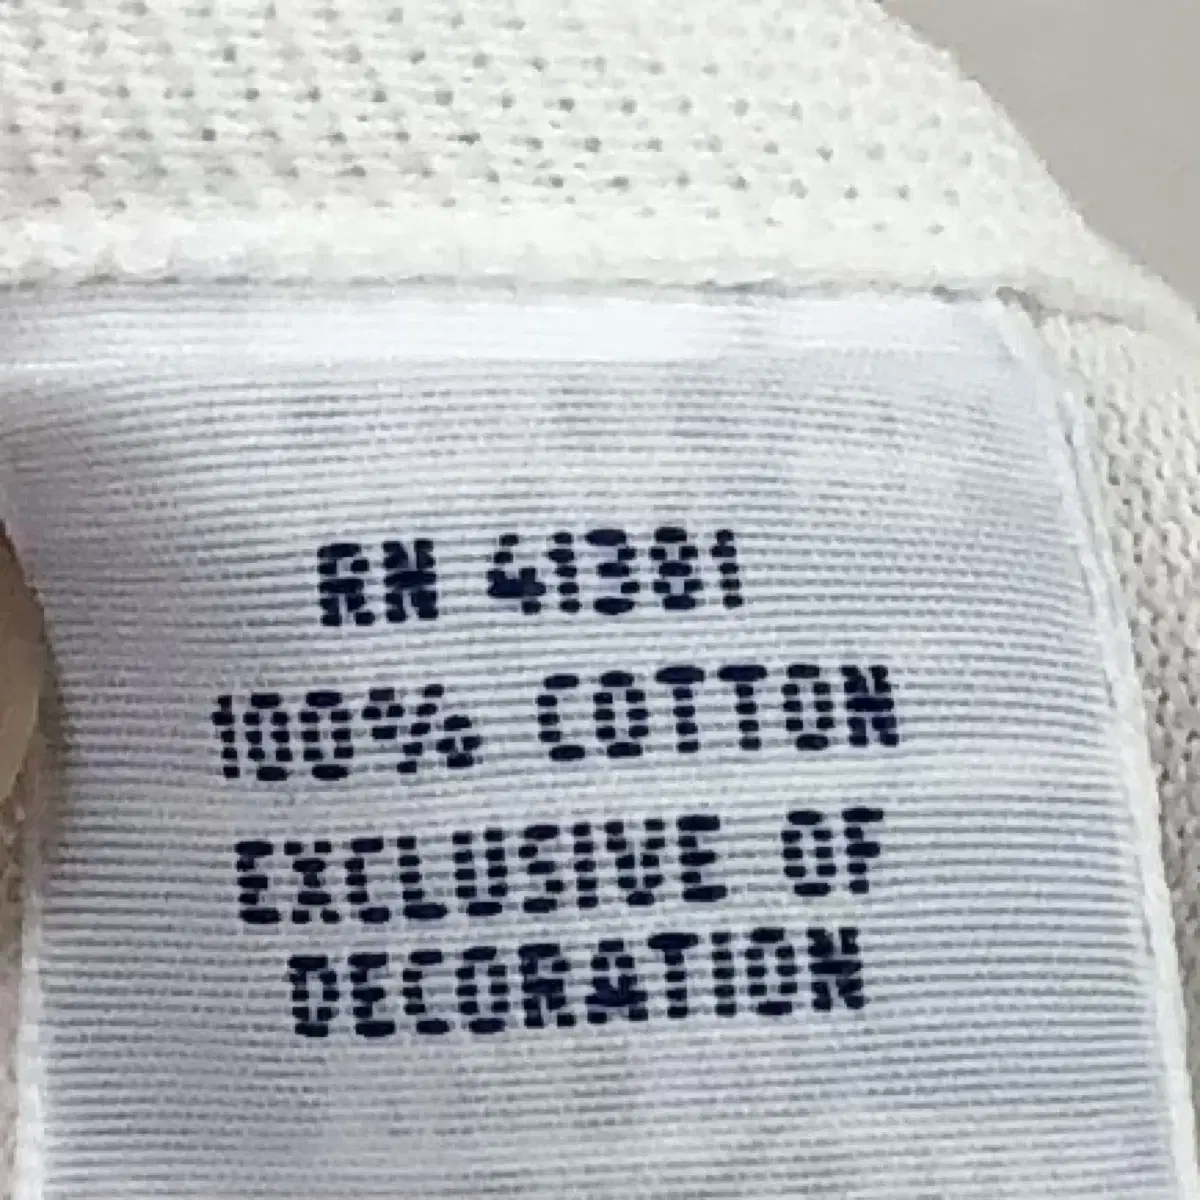 RN 41381
100% COTTON
EXCLUSIVE OF
DECORATION